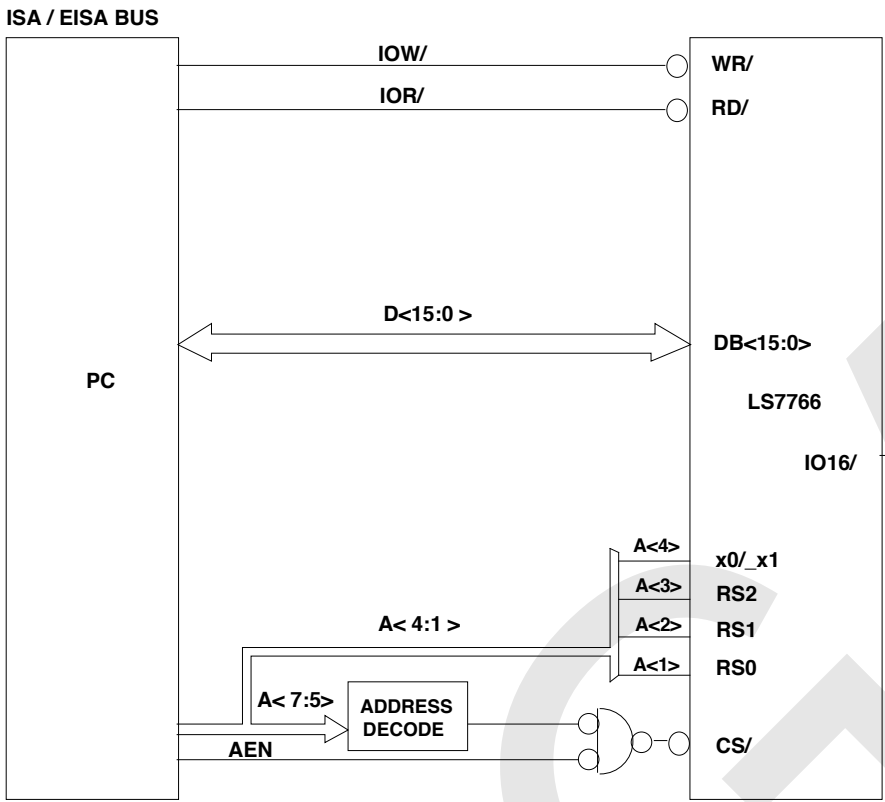 ISA / EISA BUS
IOW/
WR/
IOR/
RD/
D<15:0 >
DB<15:0>
PC
LS7766
IO16/
A<4>
x0/_x1
A<3>
RS2
A< 4:1 >
A<2>
RS1
A<1>
RS0
A< 7:5>
ADDRESS
DECODE
AEN
CS/